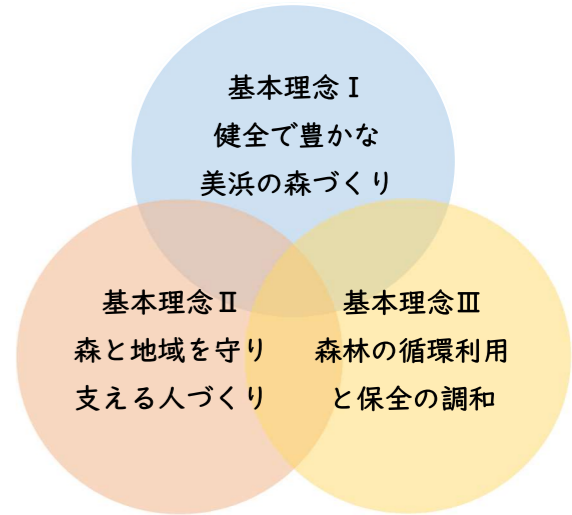 基本理念Ⅰ
健全で豊かな
美浜の森づくり
基本理念Ⅱ
森と地域を守り
支える人づくり
基本理念Ⅲ
森林の循環利用
と保全の調和